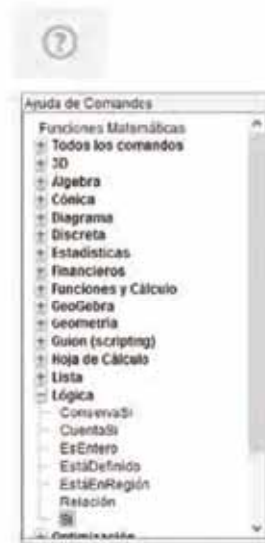 ?
Ayuda de Comandos
Funciones Matemáticas
+ Todos los comandos
+ 3D
+ Álgebra
+ Cónica
+ Diagrama
+ Discreta
+ Estadísticas
+ Financieros
+ Funciones y Cálculo
+ GeoGebra
+ Geometría
+ Guion (scripting)
+ Hoja de Cálculo
+ Lista
- Lógica
ConservaSi
CuentaSi
EsEntero
EstáDefinido
EstáEnRegión
Relación
Si
+ Optimización